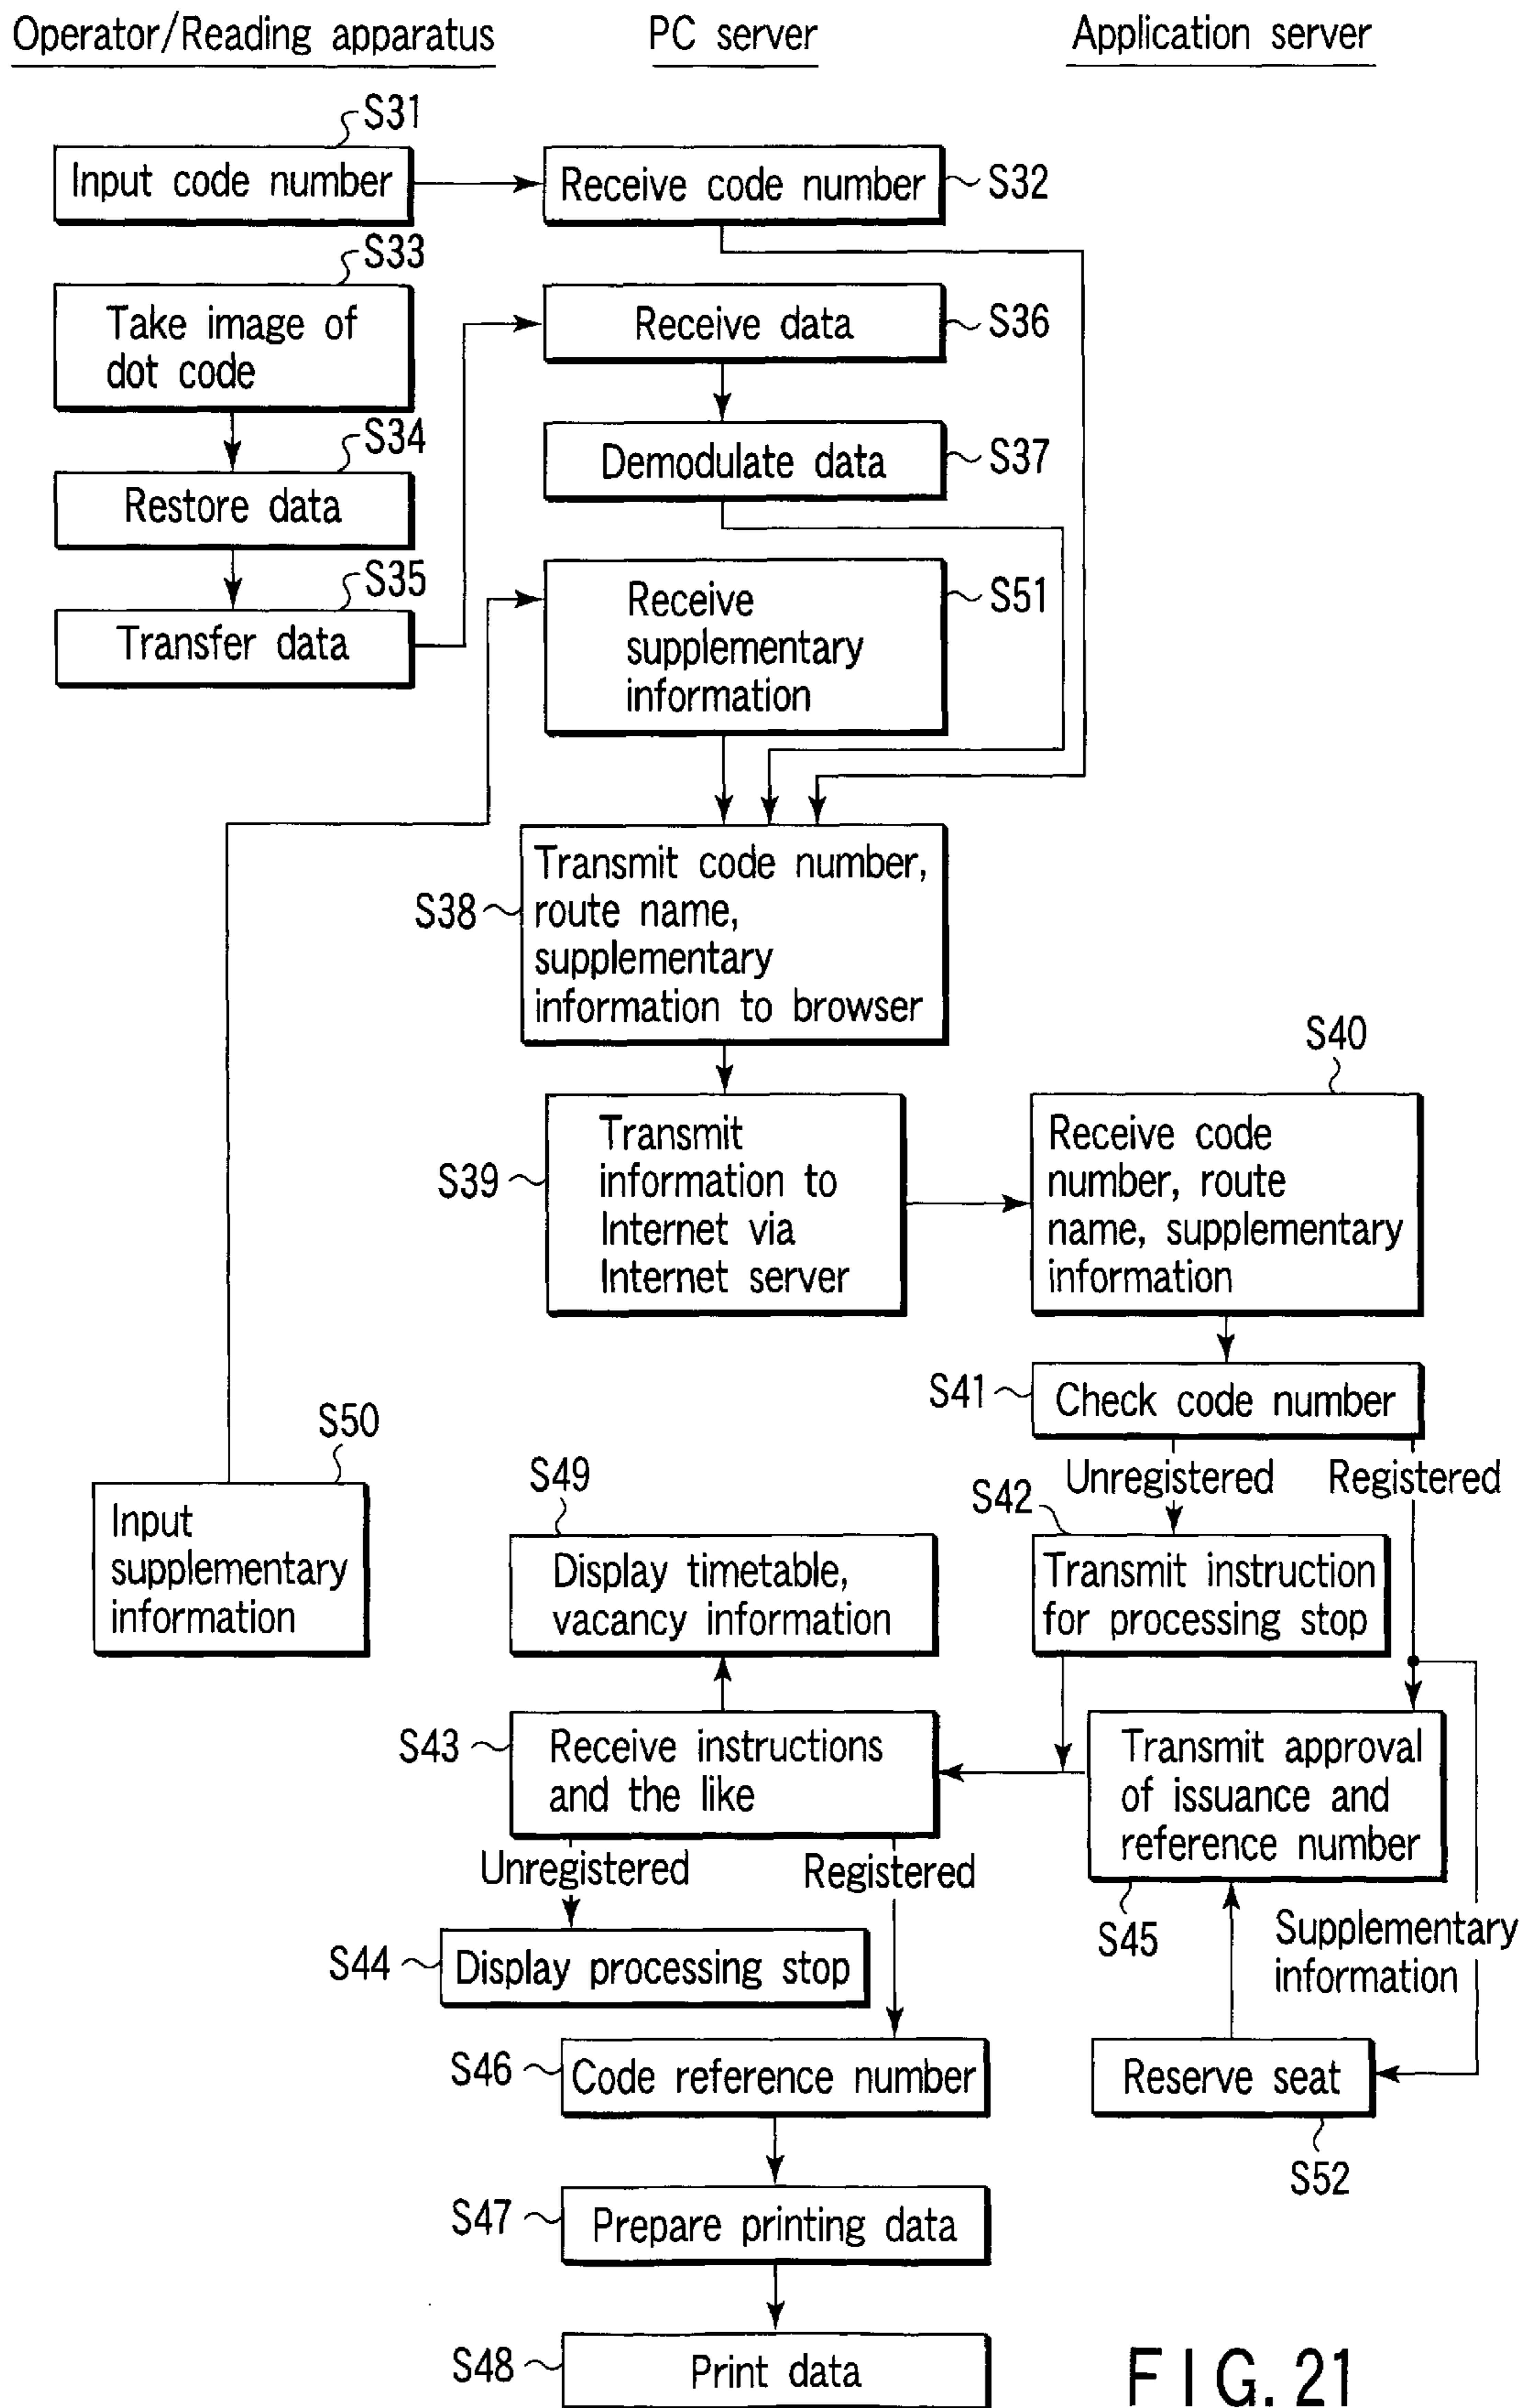 Operator/Reading apparatus
PC server
Application server
S31
Input code number
Receive code number
S32
S33
Take image of
dot code
Receive data
S36
S34
Restore data
Demodulate data
S37
S35
Transfer data
Receive
supplementary
information
S51
S38
Transmit code number,
route name,
supplementary
information to browser
S39
Transmit
information to
Internet via
Internet server
S40
Receive code
number, route
name, supplementary
information
S41
Check code number
Unregistered
Registered
S50
Input
supplementary
information
S49
Display timetable,
vacancy information
S42
Transmit instruction
for processing stop
S43
Receive instructions
and the like
Transmit approval
of issuance and
reference number
S45
Unregistered
Registered
Supplementary
information
S44
Display processing stop
S46
Code reference number
Reserve seat
S52
S47
Prepare printing data
S48
Print data
FIG. 21